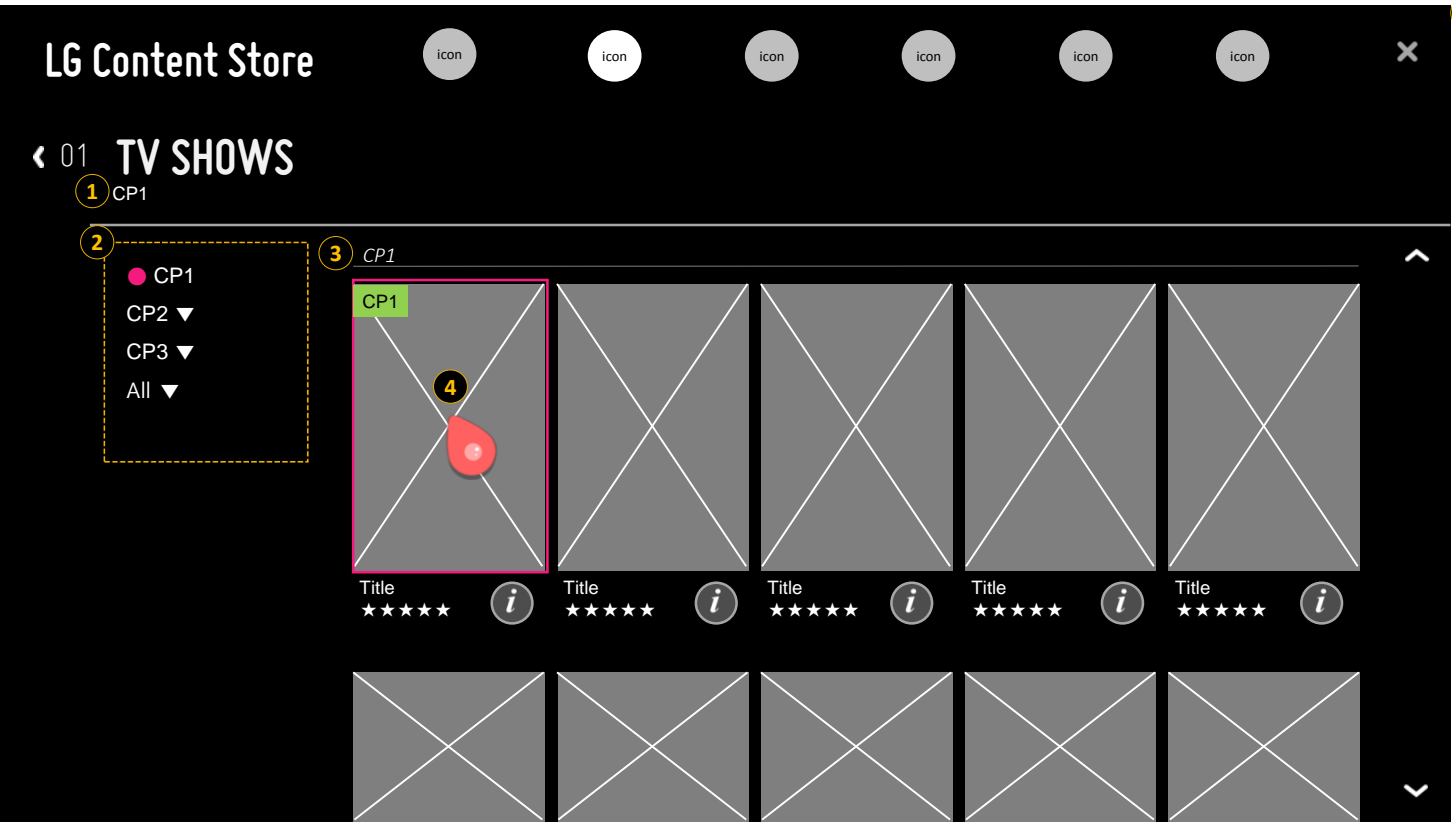 LG Content Store
icon
icon
icon
icon
icon
icon
01 TV SHOWS
1 CP1
2
CP1
CP2 ▼
CP3 ▼
All ▼
3 CP1
CP1
4
Title
★★★★★
i
Title
★★★★★
i
Title
★★★★★
i
Title
★★★★★
i
Title
★★★★★
i